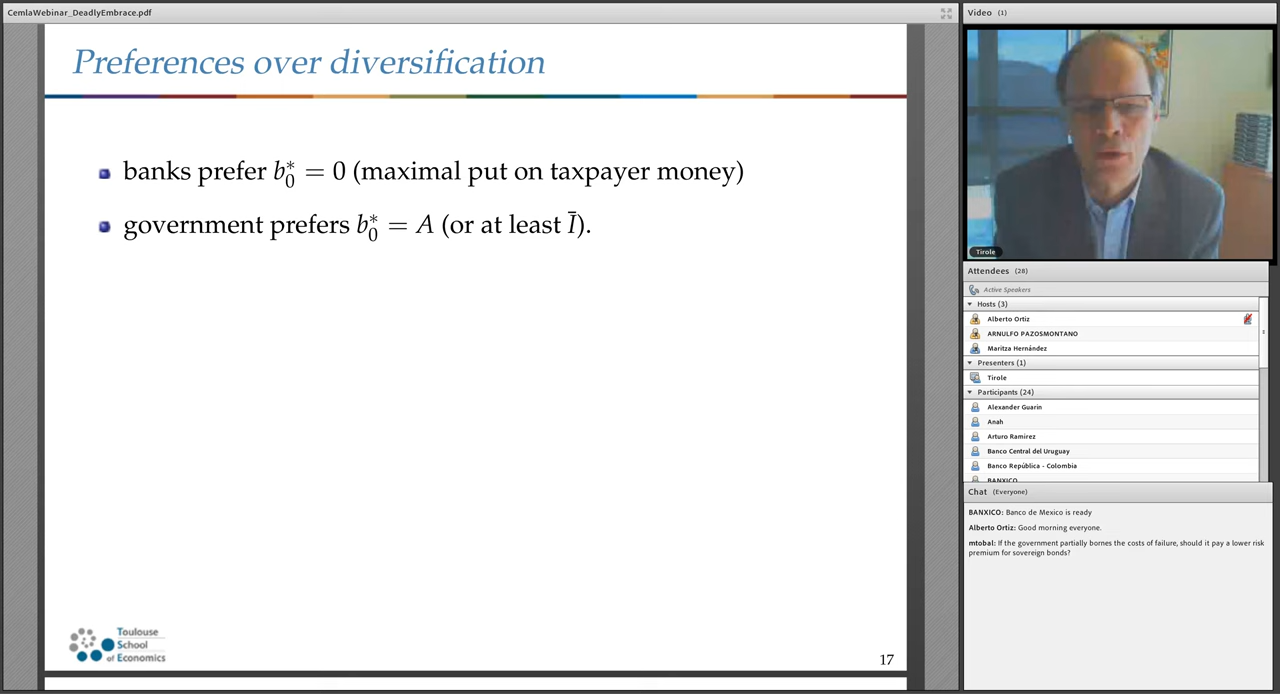 CemlaWebinar_DeadlyEmbrace.pdf
Preferences over diversification
banks prefer b₀* = 0 (maximal put on taxpayer money)
government prefers b₀* = A (or at least Ī).
Toulouse
School
of Economics
17
Video (1)
Tirole
Attendees (28)
Active Speakers
Hosts (3)
Alberto Ortiz
ARNULFO PAZOSMONTANO
Maritza Hernández
Presenters (1)
Tirole
Participants (24)
Alexander Guarin
Anah
Arturo Ramirez
Banco Central del Uruguay
Banco República - Colombia
BANXICO
Chat (Everyone)
BANXICO: Banco de Mexico is ready
Alberto Ortiz: Good morning everyone.
mtobal: If the government partially bornes the costs of failure, should it pay a lower risk
premium for sovereign bonds?